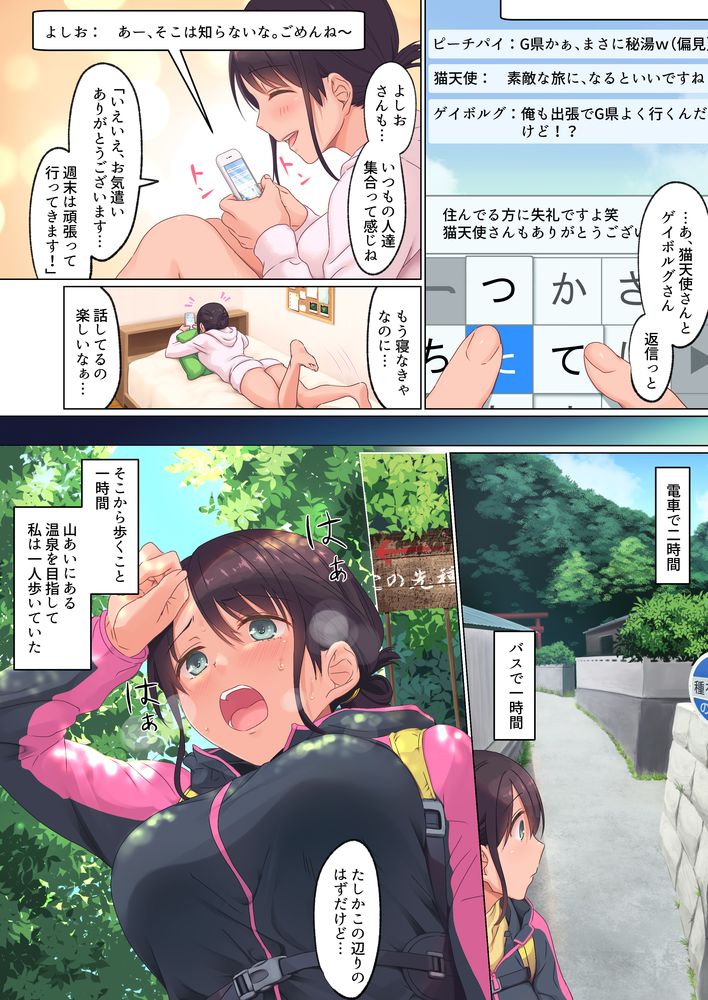 ピーチパイ：G県かぁ、まさに秘湯ｗ（偏見）
猫天使：　素敵な旅に、なるといいですね
ゲイボルグ：俺も出張でG県よく行くんだ
けど！？
住んでる方に失礼ですよ笑
猫天使さんもありがとうござい
…あ、猫天使さんと
ゲイボルグさん
返信っと
つ
か
さ
ち
た
て
よしお：　あー、そこは知らないな。ごめんね～
よしお
さんも…
いつもの人達
集合って感じね
トン
トン
「いえいえ、お気遣い
ありがとうございます…
週末は頑張って
行ってきます！」
もう寝なきゃ
なのに…
話してるの
楽しいなぁ…
電車で二時間
バスで一時間
種
の
この先種
そこから歩くこと
一時間
山あいにある
温泉を目指して
私は一人歩いていた
はぁ
はぁ
たしかこの辺りの
はずだけど…